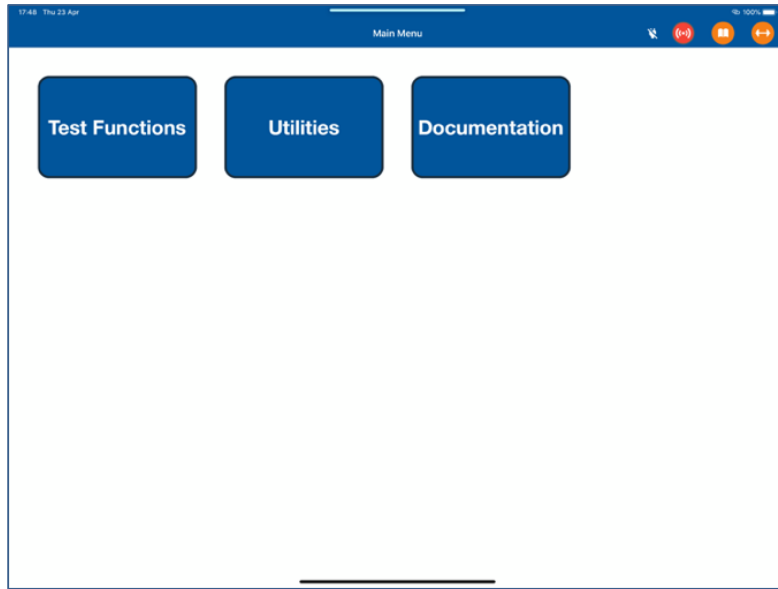 17:48 Thu 23 Apr
100%
Main Menu
Test Functions
Utilities
Documentation